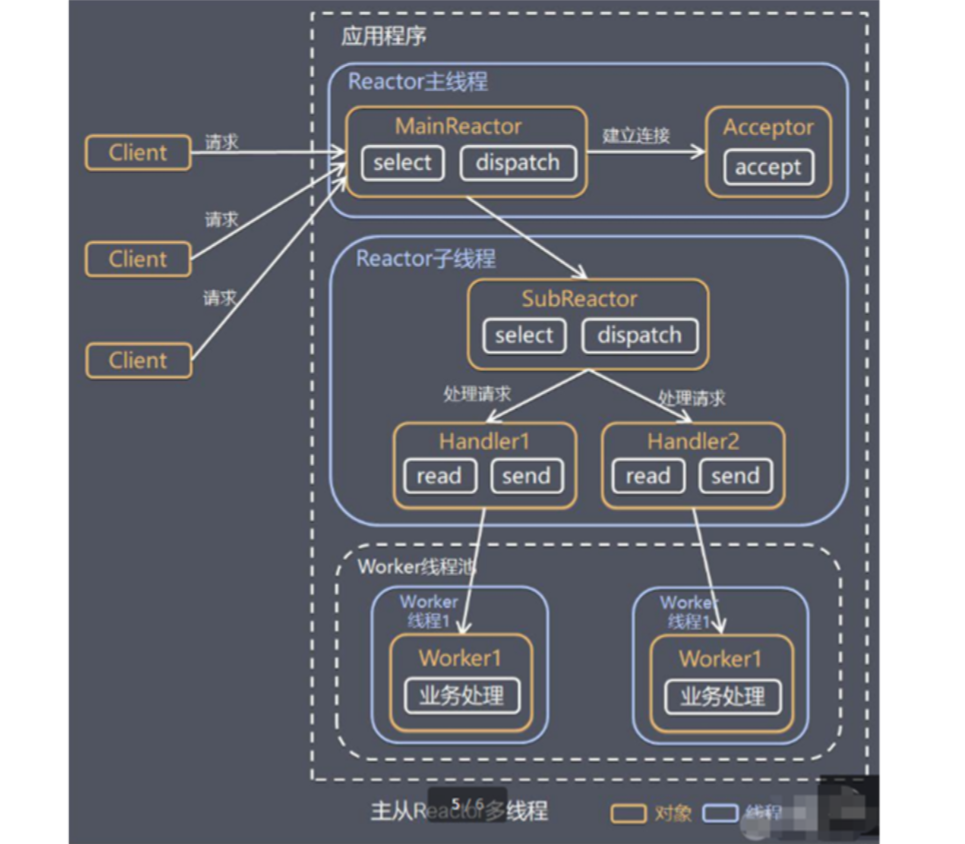 应用程序
Reactor主线程
MainReactor
select
dispatch
建立连接
Acceptor
accept
Client
请求
Client
请求
Client
请求
Reactor子线程
SubReactor
select
dispatch
处理请求
处理请求
Handler1
read
send
Handler2
read
send
Worker线程池
Worker
线程1
Worker1
业务处理
Worker
线程1
Worker1
业务处理
主从Reactor多线程
5 / 6
对象
线程